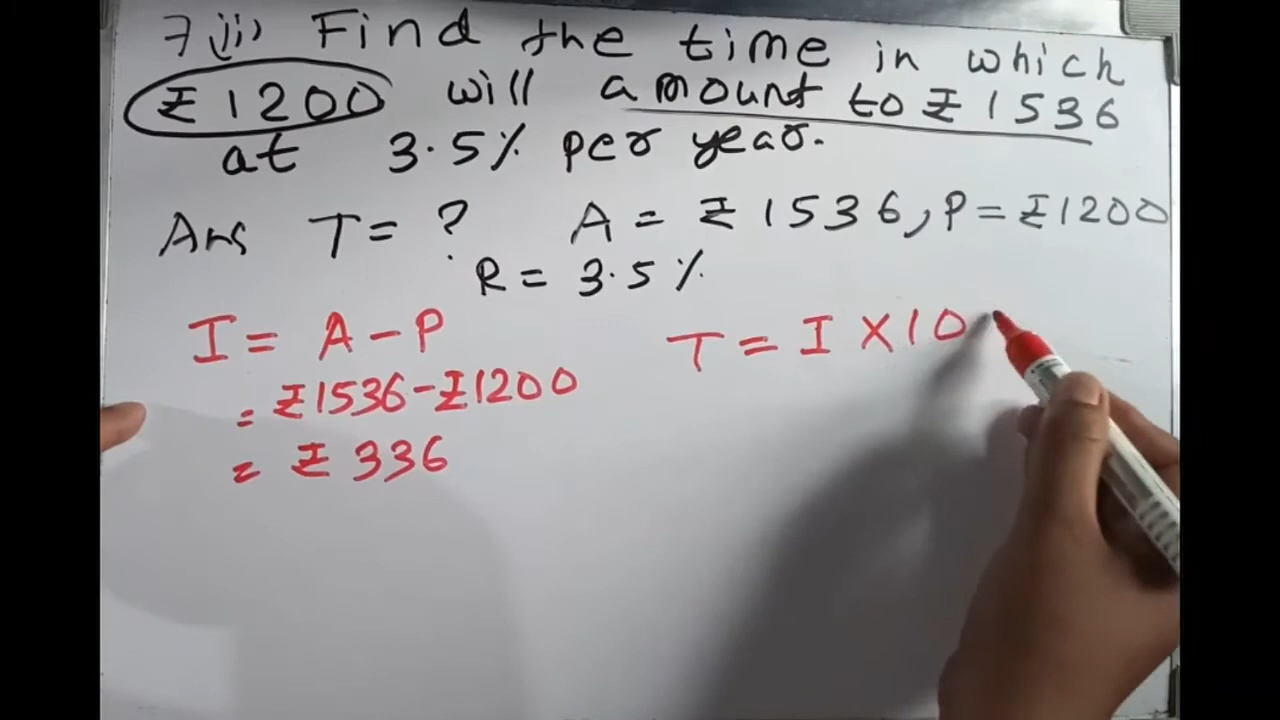 7 ii) Find the time in which
₹1200 will amount to ₹1536
at 3.5% per year.
Ans T = ? A = ₹1536, P = ₹1200
R = 3.5%
I = A - P
= ₹1536 - ₹1200
= ₹336
T = I X 10